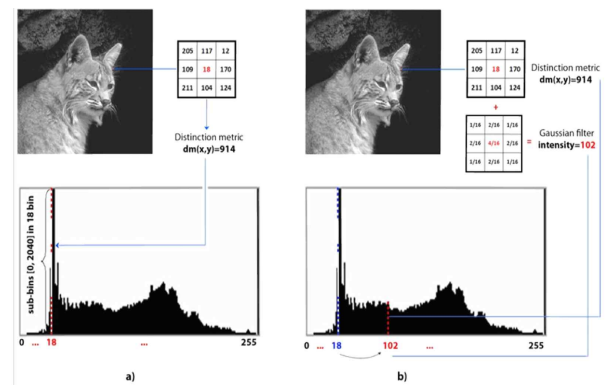 205 117 12
109 18 170
211 104 124
Distinction metric
dm(x,y)=914
sub-bins [0, 2040] in 18 bin
0 ... 18 ... 255
a)
205 117 12
109 18 170
211 104 124
Distinction metric
dm(x,y)=914
+
1/16 2/16 1/16
2/16 4/16 2/16
1/16 2/16 1/16
=
Gaussian filter
intensity=102
0 ... 18 102 ... 255
b)